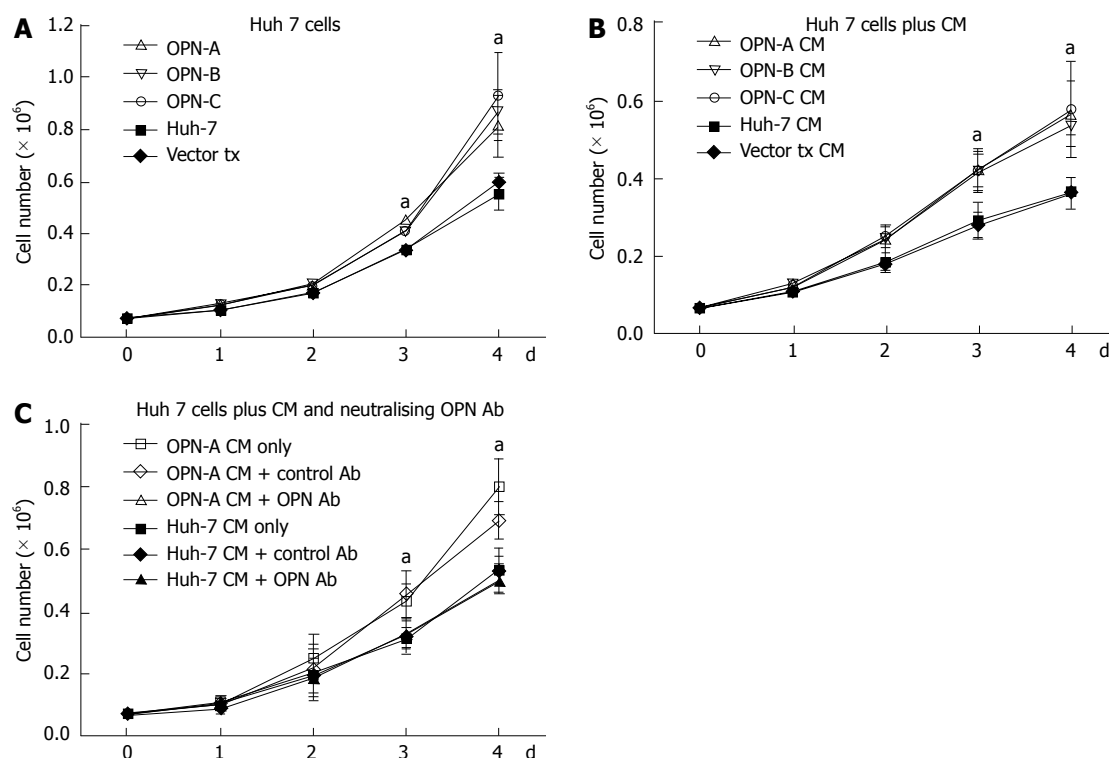 A
Huh 7 cells
1.2
1.0
0.8
0.6
0.4
0.2
0.0
Cell number (× 10⁶)
OPN-A
OPN-B
OPN-C
Huh-7
Vector tx
a
a
0 1 2 3 4 d
B
Huh 7 cells plus CM
0.8
0.6
0.4
0.2
0.0
Cell number (× 10⁶)
OPN-A CM
OPN-B CM
OPN-C CM
Huh-7 CM
Vector tx CM
a
a
0 1 2 3 4 d
C
Huh 7 cells plus CM and neutralising OPN Ab
1.0
0.8
0.6
0.4
0.2
0.0
Cell number (× 10⁶)
OPN-A CM only
OPN-A CM + control Ab
OPN-A CM + OPN Ab
Huh-7 CM only
Huh-7 CM + control Ab
Huh-7 CM + OPN Ab
a
a
0 1 2 3 4 d